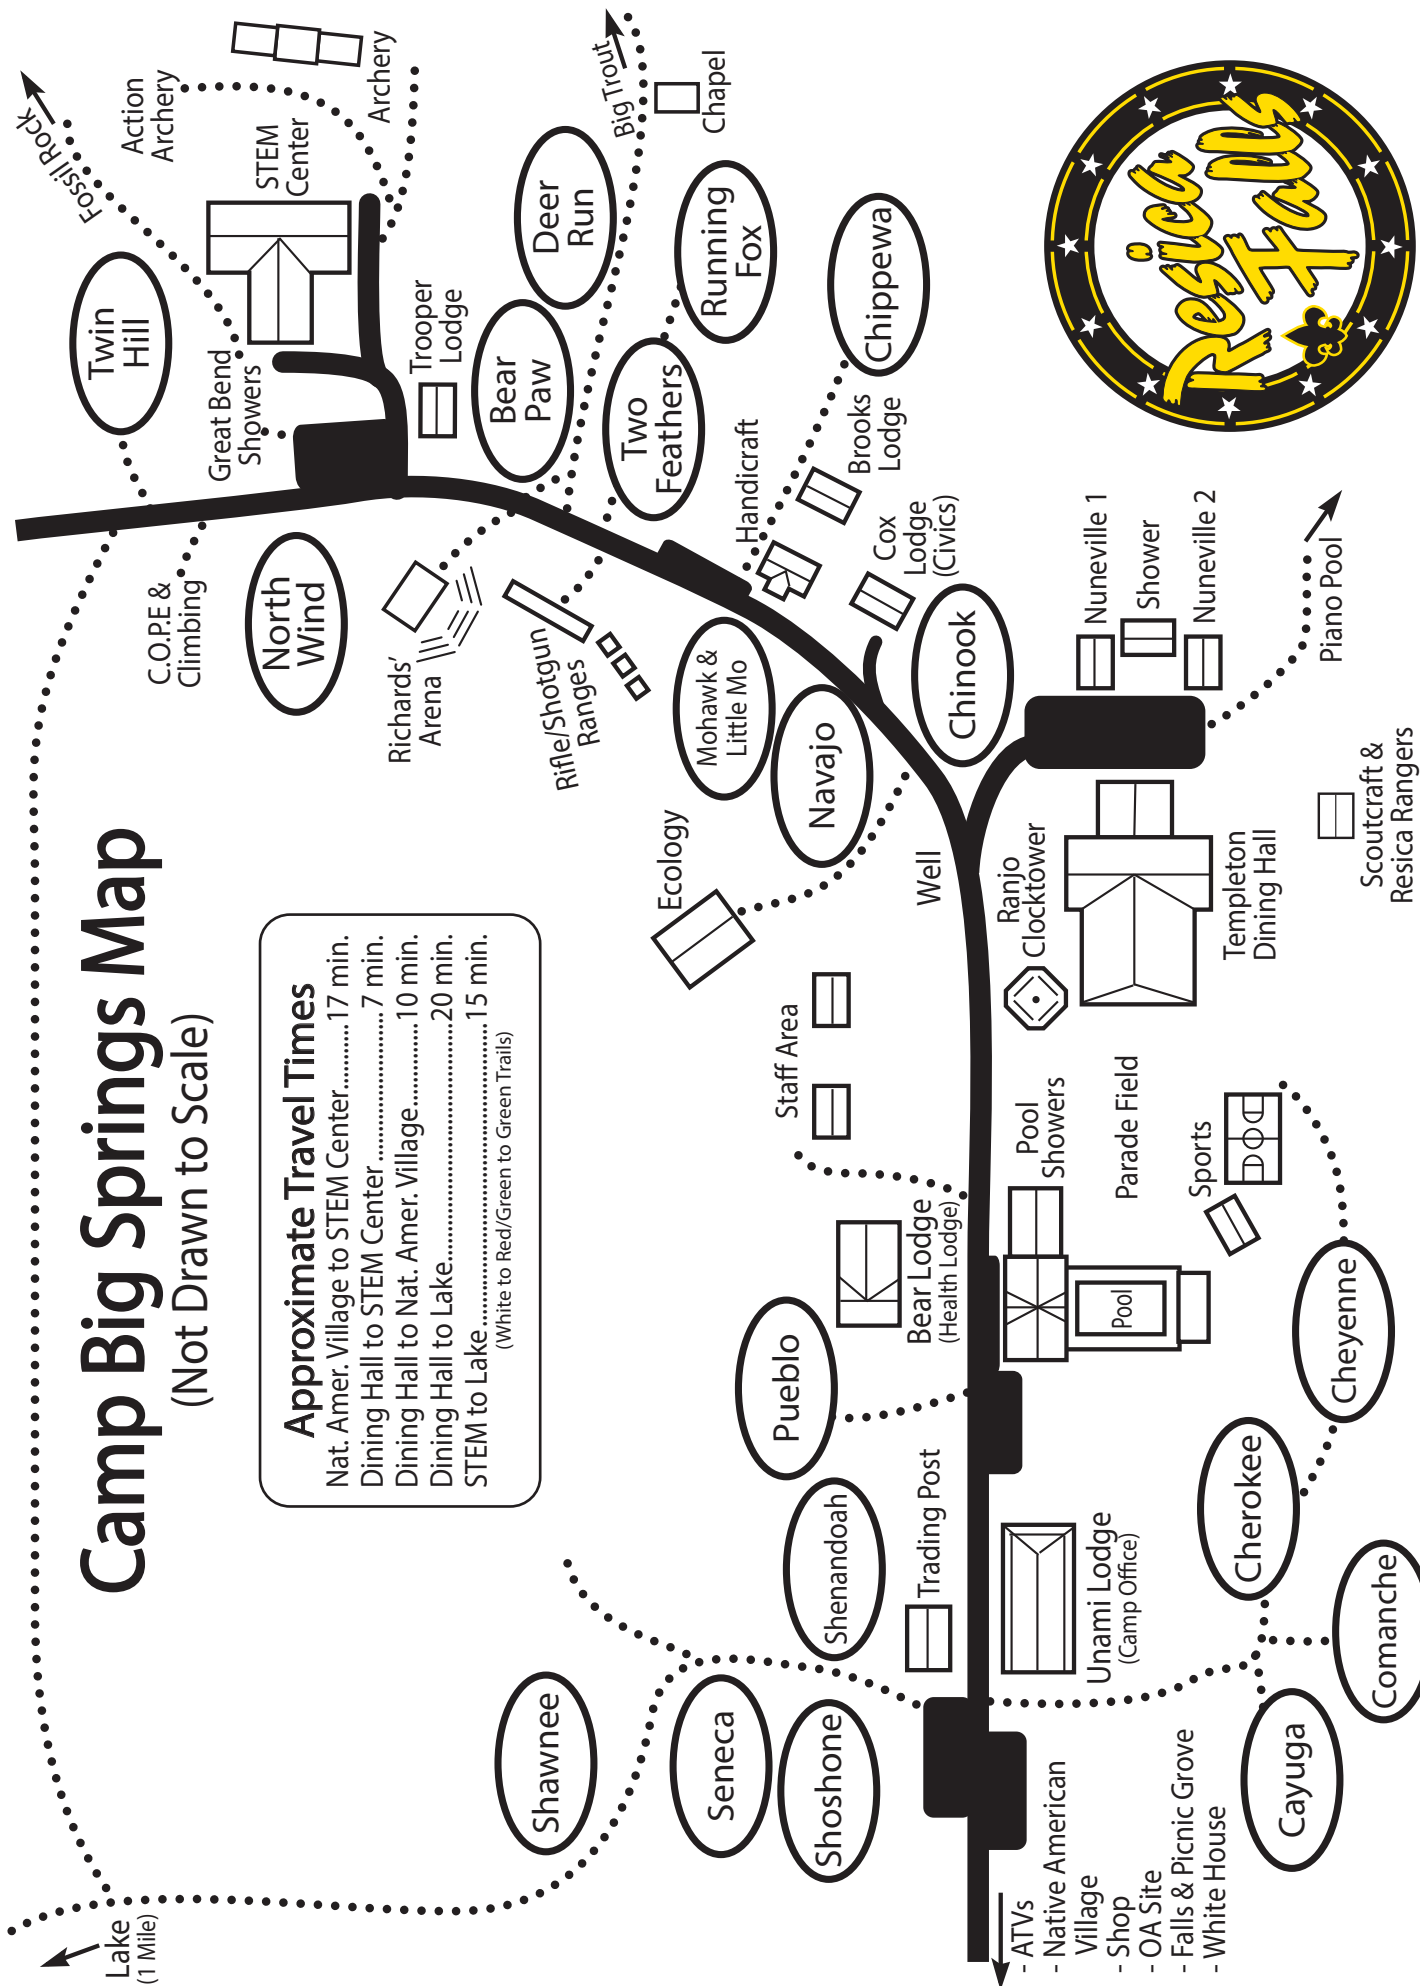 Camp Big Springs Map
(Not Drawn to Scale)
Approximate Travel Times
Nat. Amer. Village to STEM Center.........17 min.
Dining Hall to STEM Center..........................7 min.
Dining Hall to Nat. Amer. Village............10 min.
Dining Hall to Lake....................................20 min.
STEM to Lake..............................................15 min.
(White to Red/Green to Green Trails)
Lake
(1 Mile)
Shawnee
Seneca
Shoshone
Shenandoah
Pueblo
Trading Post
Bear Lodge
(Health Lodge)
Staff Area
Ecology
Well
Navajo
Mohawk &
Little Mo
Rifle/Shotgun
Ranges
Richards'
Arena
North
Wind
C.O.P.E &
Climbing
Twin
Hill
Great Bend
Showers
Fossil Rock
Action
Archery
STEM
Center
Archery
Trooper
Lodge
Bear
Paw
Deer
Run
Big Trout
Chapel
Two
Feathers
Running
Fox
Chippewa
Handicraft
Brooks
Lodge
Cox
Lodge
(Civics)
Chinook
Nuneville 1
Shower
Nuneville 2
Piano Pool
Scoutcraft &
Resica Rangers
Ranjo
Clocktower
Templeton
Dining Hall
Pool
Showers
Parade Field
Sports
Pool
Cheyenne
Cherokee
Comanche
Cayuga
Unami Lodge
(Camp Office)
- ATVs
- Native American
Village
- Shop
- OA Site
- Falls & Picnic Grove
- White House
Resica
Falls